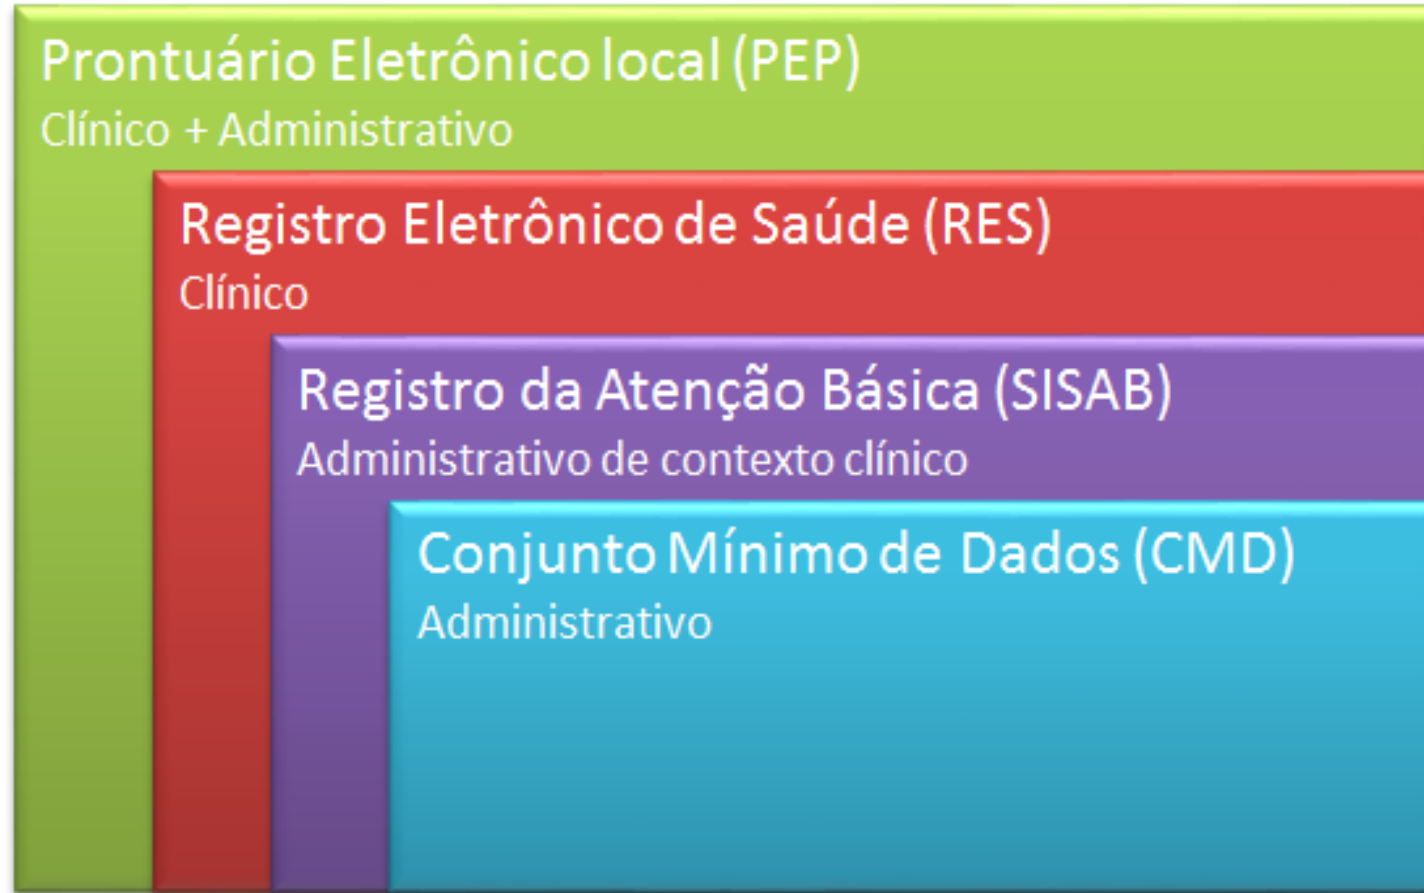 Prontuário Eletrônico local (PEP)
Clínico + Administrativo
Registro Eletrônico de Saúde (RES)
Clínico
Registro da Atenção Básica (SISAB)
Administrativo de contexto clínico
Conjunto Mínimo de Dados (CMD)
Administrativo